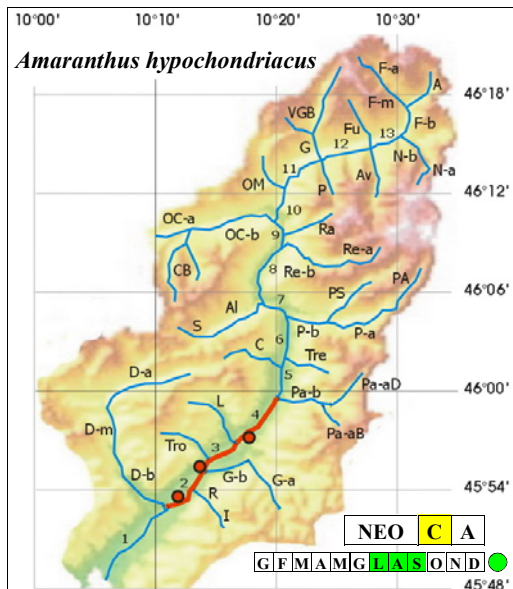 10°00' 10°10' 10°20' 10°30'
Amaranthus hypochondriacus
F-a
A
46°18'
VGB
F-m
Fu
13
F-b
G
12
N-b
11
N-a
OM
P
Av
46°12'
10
OC-a
Ra
OC-b
9
Re-a
CB
8
Re-b
PA
46°06'
PS
Al
7
S
P-b
P-a
C
6
Tre
D-a
5
46°00'
Pa-b
Pa-aD
L
4
D-m
Pa-aB
Tro
3
D-b
G-b
G-a
2
R
45°54'
I
1
NEO C A
G F M A M G L A S O N D
45°48'